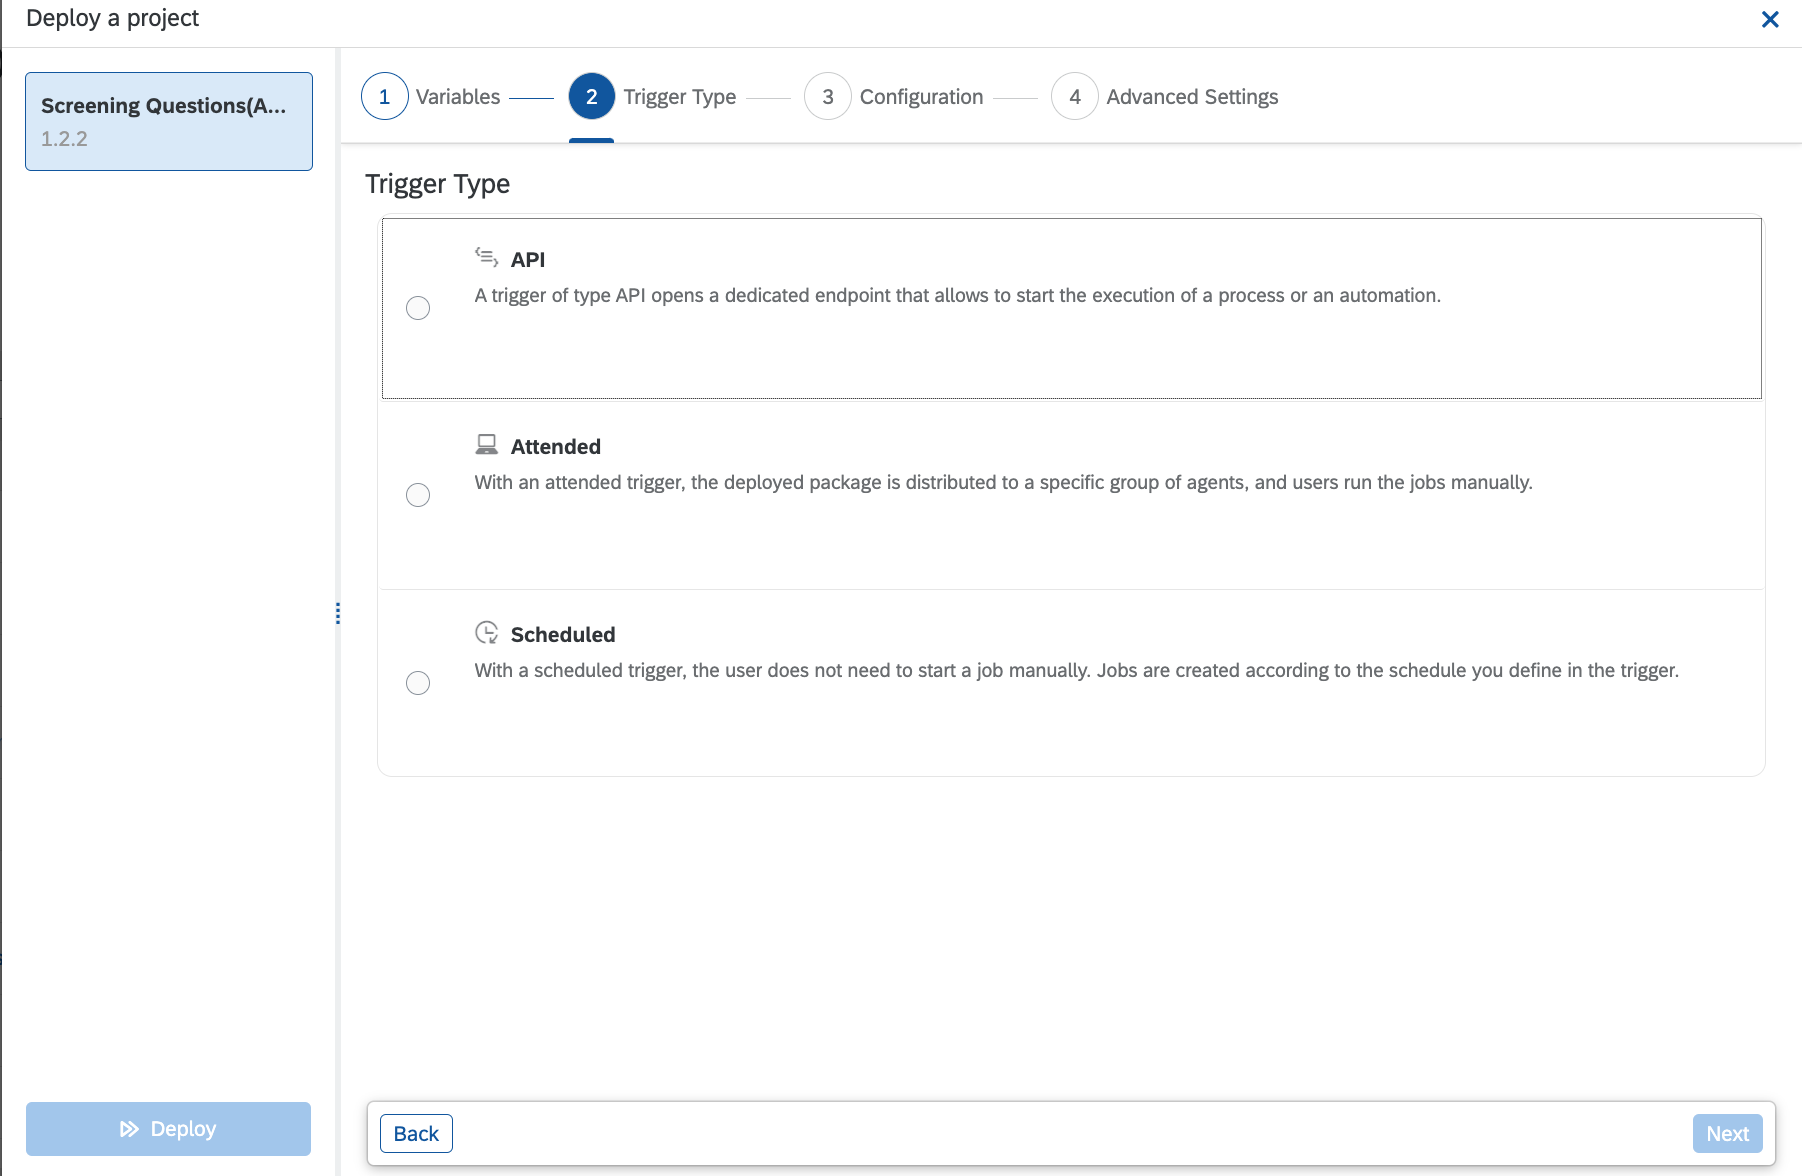 Deploy a project
Screening Questions(A...
1.2.2
1 Variables 2 Trigger Type 3 Configuration 4 Advanced Settings
Trigger Type
API
A trigger of type API opens a dedicated endpoint that allows to start the execution of a process or an automation.
Attended
With an attended trigger, the deployed package is distributed to a specific group of agents, and users run the jobs manually.
Scheduled
With a scheduled trigger, the user does not need to start a job manually. Jobs are created according to the schedule you define in the trigger.
Deploy
Back
Next